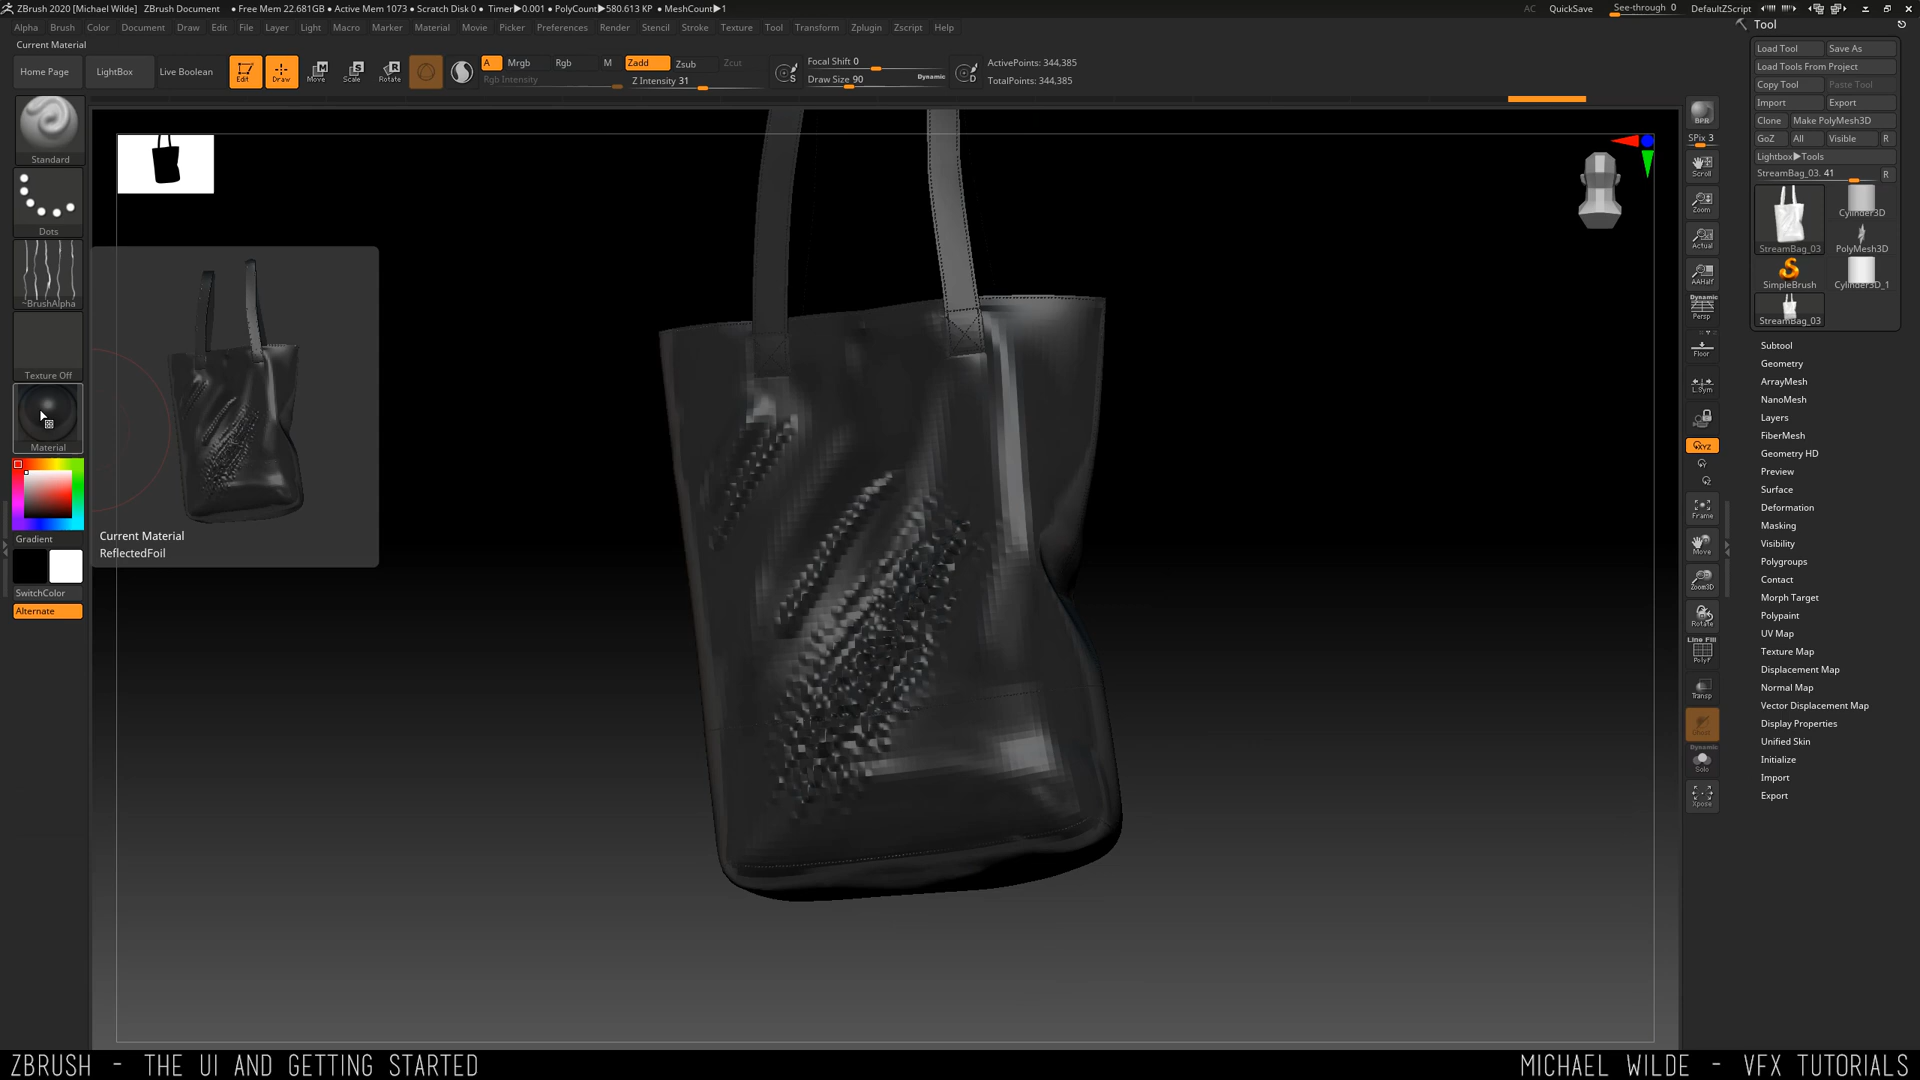 ZBrush 2020 [Michael Wilde] ZBrush Document • Free Mem 22.681GB • Active Mem 1073 • Scratch Disk 0 • Timer▶0.001 • PolyCount▶580.613 KP • MeshCount▶1 AC QuickSave See-through 0 DefaultZScript
Alpha Brush Color Document Draw Edit File Layer Light Macro Marker Material Movie Picker Preferences Render Stencil Stroke Texture Tool Transform Zplugin Zscript Help
Current Material
Home Page LightBox Live Boolean Edit Draw Move Scale Rotate A Mrgb Rgb M Zadd Zsub Zcut Focal Shift 0 ActivePoints: 344,385
Rgb Intensity Z Intensity 31 Draw Size 90 Dynamic TotalPoints: 344,385
Standard
Dots
~BrushAlpha
Texture Off
Material
Gradient
SwitchColor
Alternate
Current Material
ReflectedFoil
BPR
SPix 3
Scroll
Zoom
Actual
AAHalf
Dynamic
Persp
Floor
L.Sym
XYZ
Frame
Move
Zoom3D
Rotate
Line Fill
PolyF
Transp
Ghost
Dynamic
Solo
Xpose
Tool
Load Tool Save As
Load Tools From Project
Copy Tool Paste Tool
Import Export
Clone Make PolyMesh3D
GoZ All Visible R
Lightbox▶Tools
StreamBag_03. 41 R
StreamBag_03 Cylinder3D
PolyMesh3D
SimpleBrush Cylinder3D_1
StreamBag_03
Subtool
Geometry
ArrayMesh
NanoMesh
Layers
FiberMesh
Geometry HD
Preview
Surface
Deformation
Masking
Visibility
Polygroups
Contact
Morph Target
Polypaint
UV Map
Texture Map
Displacement Map
Normal Map
Vector Displacement Map
Display Properties
Unified Skin
Initialize
Import
Export
ZBRUSH - THE UI AND GETTING STARTED
MICHAEL WILDE - VFX TUTORIALS